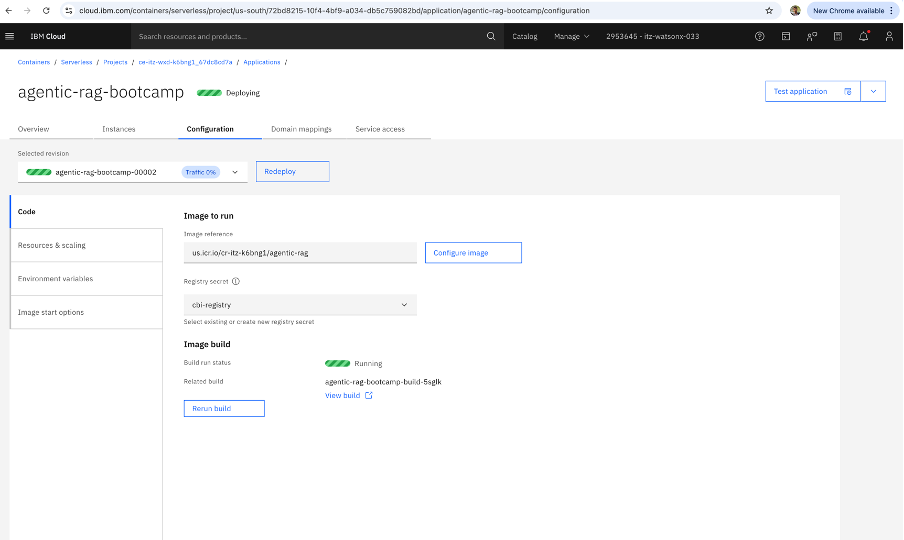 cloud.ibm.com/containers/serverless/project/us-south/72bd8215-10f4-4bf9-a034-db5c759082bd/application/agentic-rag-bootcamp/configuration
New Chrome available
IBM Cloud
Search resources and products...
Catalog
Manage
2953645 - itz-watsonx-033
Containers / Serverless / Projects / ce-itz-wxd-k6bng1_67dc8cd7a / Applications /
agentic-rag-bootcamp
Deploying
Test application
Overview
Instances
Configuration
Domain mappings
Service access
Selected revision
agentic-rag-bootcamp-00002
Traffic 0%
Redeploy
Code
Resources & scaling
Environment variables
Image start options
Image to run
Image reference
us.icr.io/cr-itz-k6bng1/agentic-rag
Configure image
Registry secret
cbi-registry
Select existing or create new registry secret
Image build
Build run status
Running
Related build
agentic-rag-bootcamp-build-5sglk
View build
Rerun build